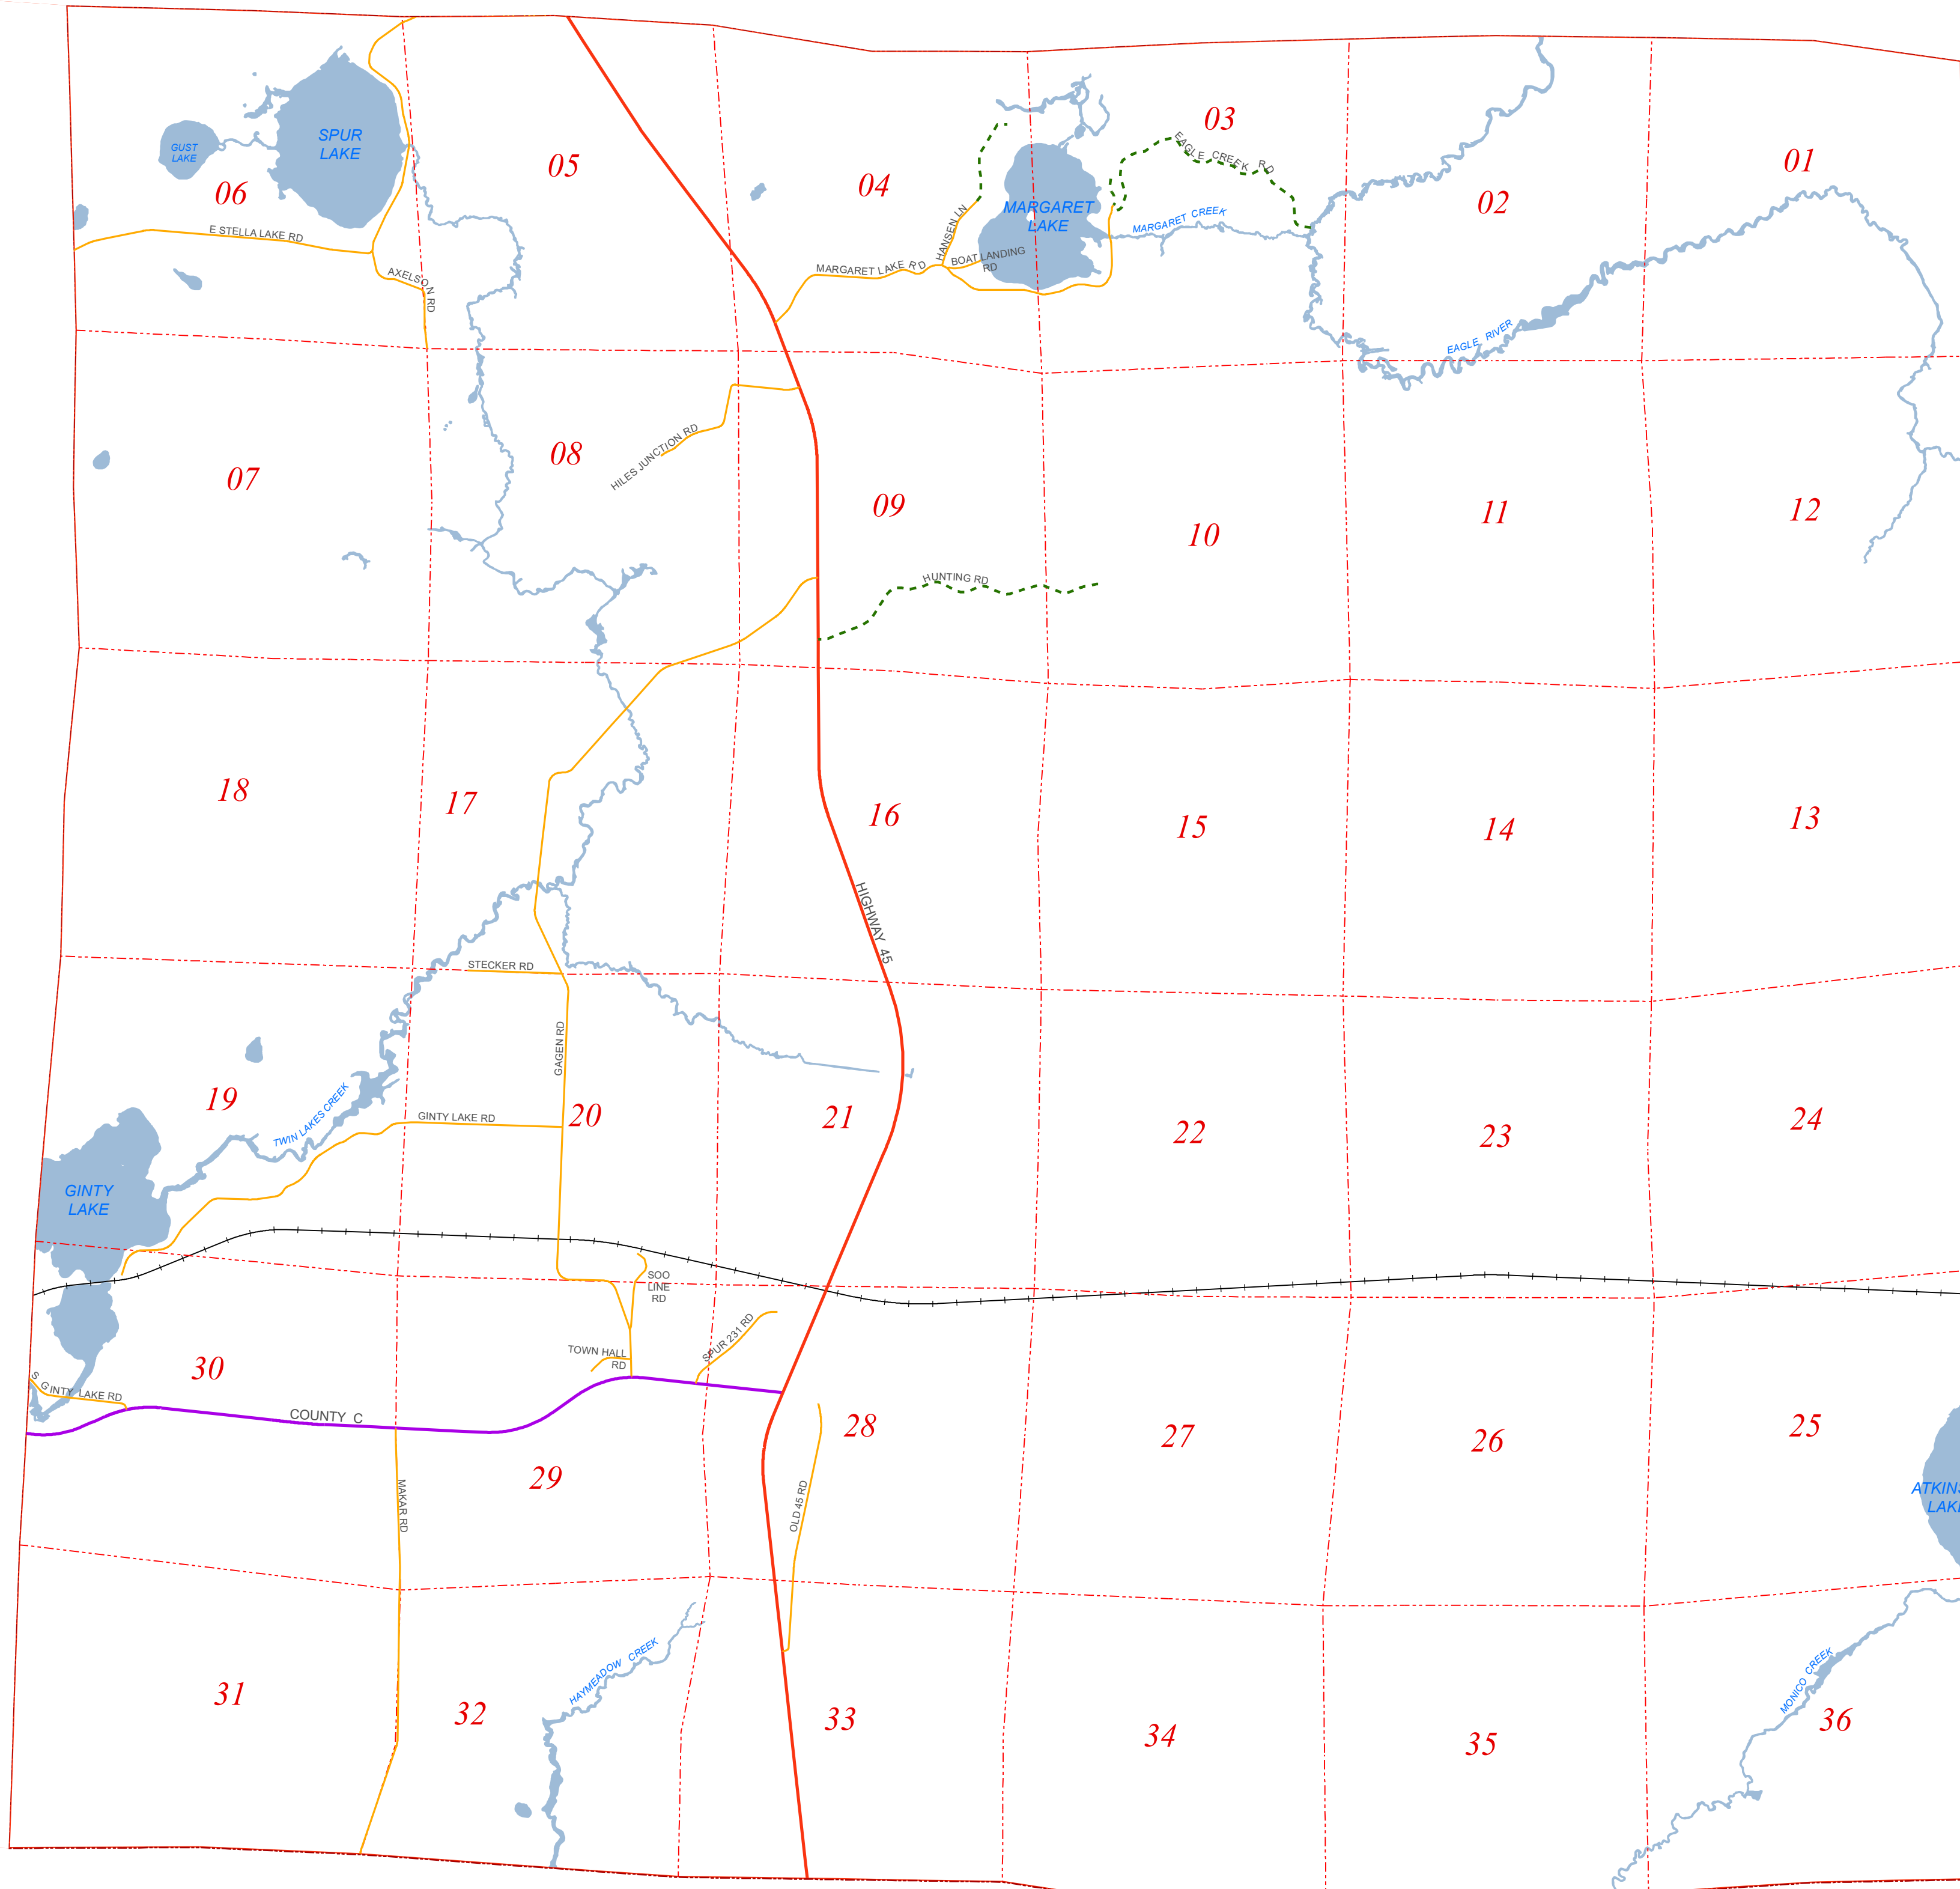 SPUR
LAKE
GUST
LAKE
06
05
04
03
02
01
E STELLA LAKE RD
AXELSON RD
HANSEN LN
MARGARET
LAKE
EAGLE CREEK RD
MARGARET CREEK
MARGARET LAKE RD
BOAT LANDING
RD
EAGLE RIVER
07
08
HILES JUNCTION RD
09
10
11
12
HUNTING RD
18
17
16
15
14
13
HIGHWAY 45
STECKER RD
GAGEN RD
19
TWIN LAKES CREEK
GINTY LAKE RD
20
21
22
23
24
GINTY
LAKE
SOO
LINE
RD
SPUR 231 RD
TOWN HALL
RD
30
S GINTY LAKE RD
COUNTY C
29
28
27
26
25
MAKAR RD
OLD 45 RD
ATKINS
LAKE
31
32
HAYMEADOW CREEK
33
34
35
MONICO CREEK
36